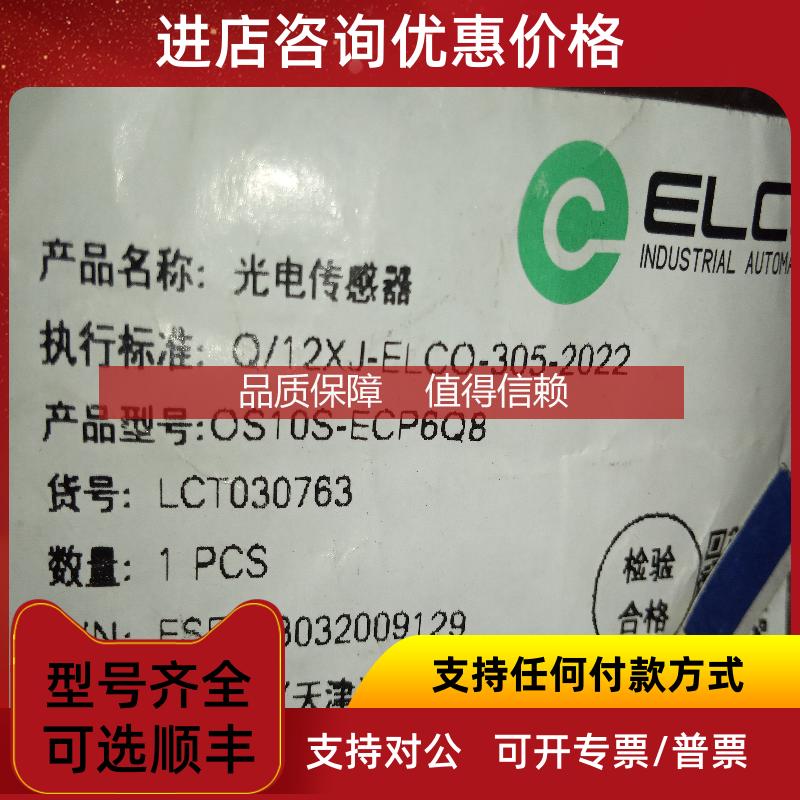 进店咨询优惠价格
ELC
INDUSTRIAL AUTOMA
产品名称: 光电传感器
执行标准: Q/12XJ-ELCO-305-2022
品质保障 值得信赖
产品型号:OS10S-ECP6Q8
货号: LCT030763
数量: 1 PCS
检验
合格
3032009129
天津
型号齐全
可选顺丰
支持任何付款方式
支持对公 可开专票/普票